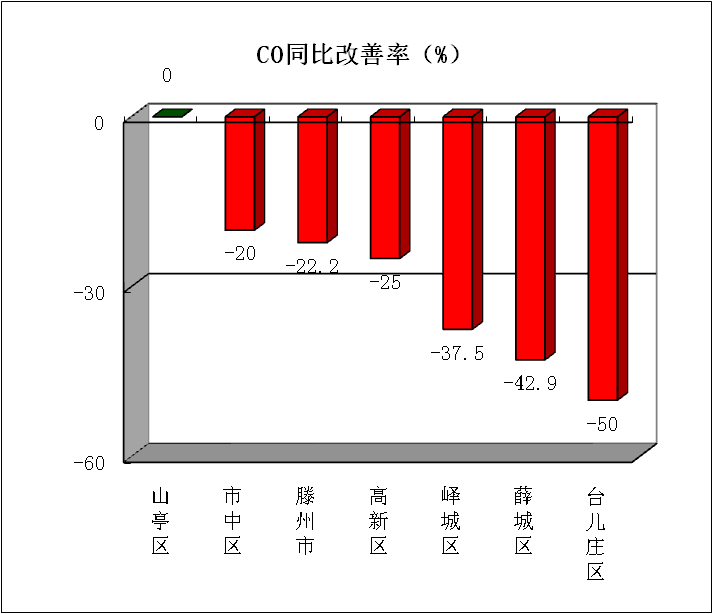 CO同比改善率（%）
0
0
-20
-22.2
-25
-30
-37.5
-42.9
-50
-60
山亭区
市中区
滕州市
高新区
峄城区
薛城区
台儿庄区